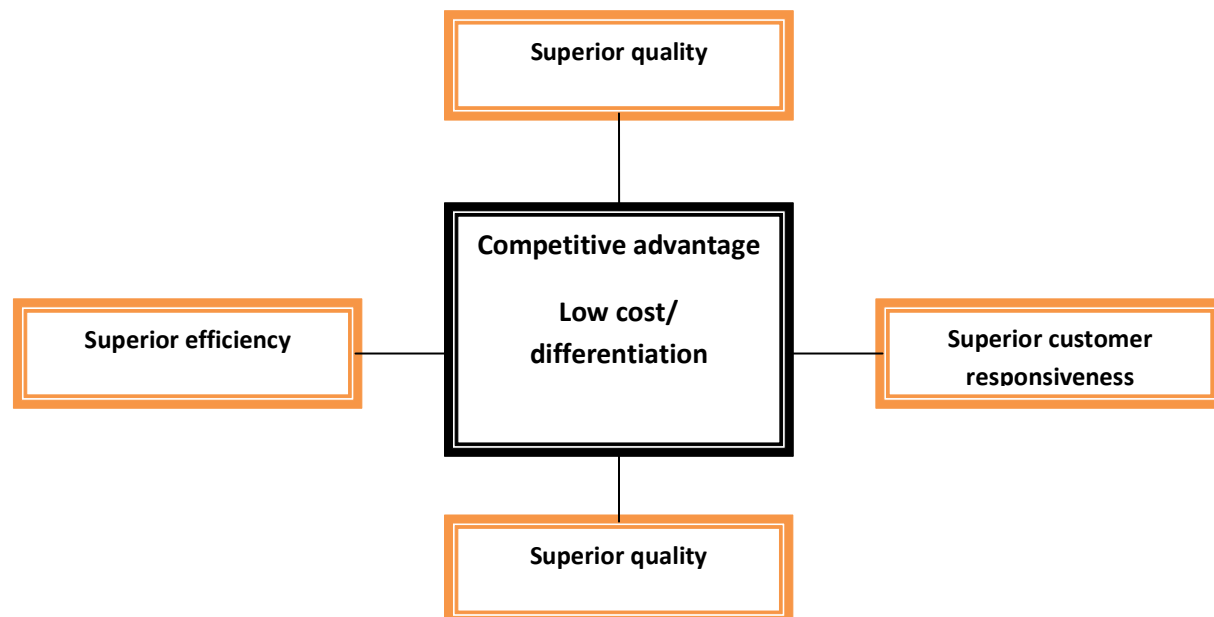 Superior quality
Competitive advantage
Low cost/
differentiation
Superior efficiency
Superior customer
responsiveness
Superior quality